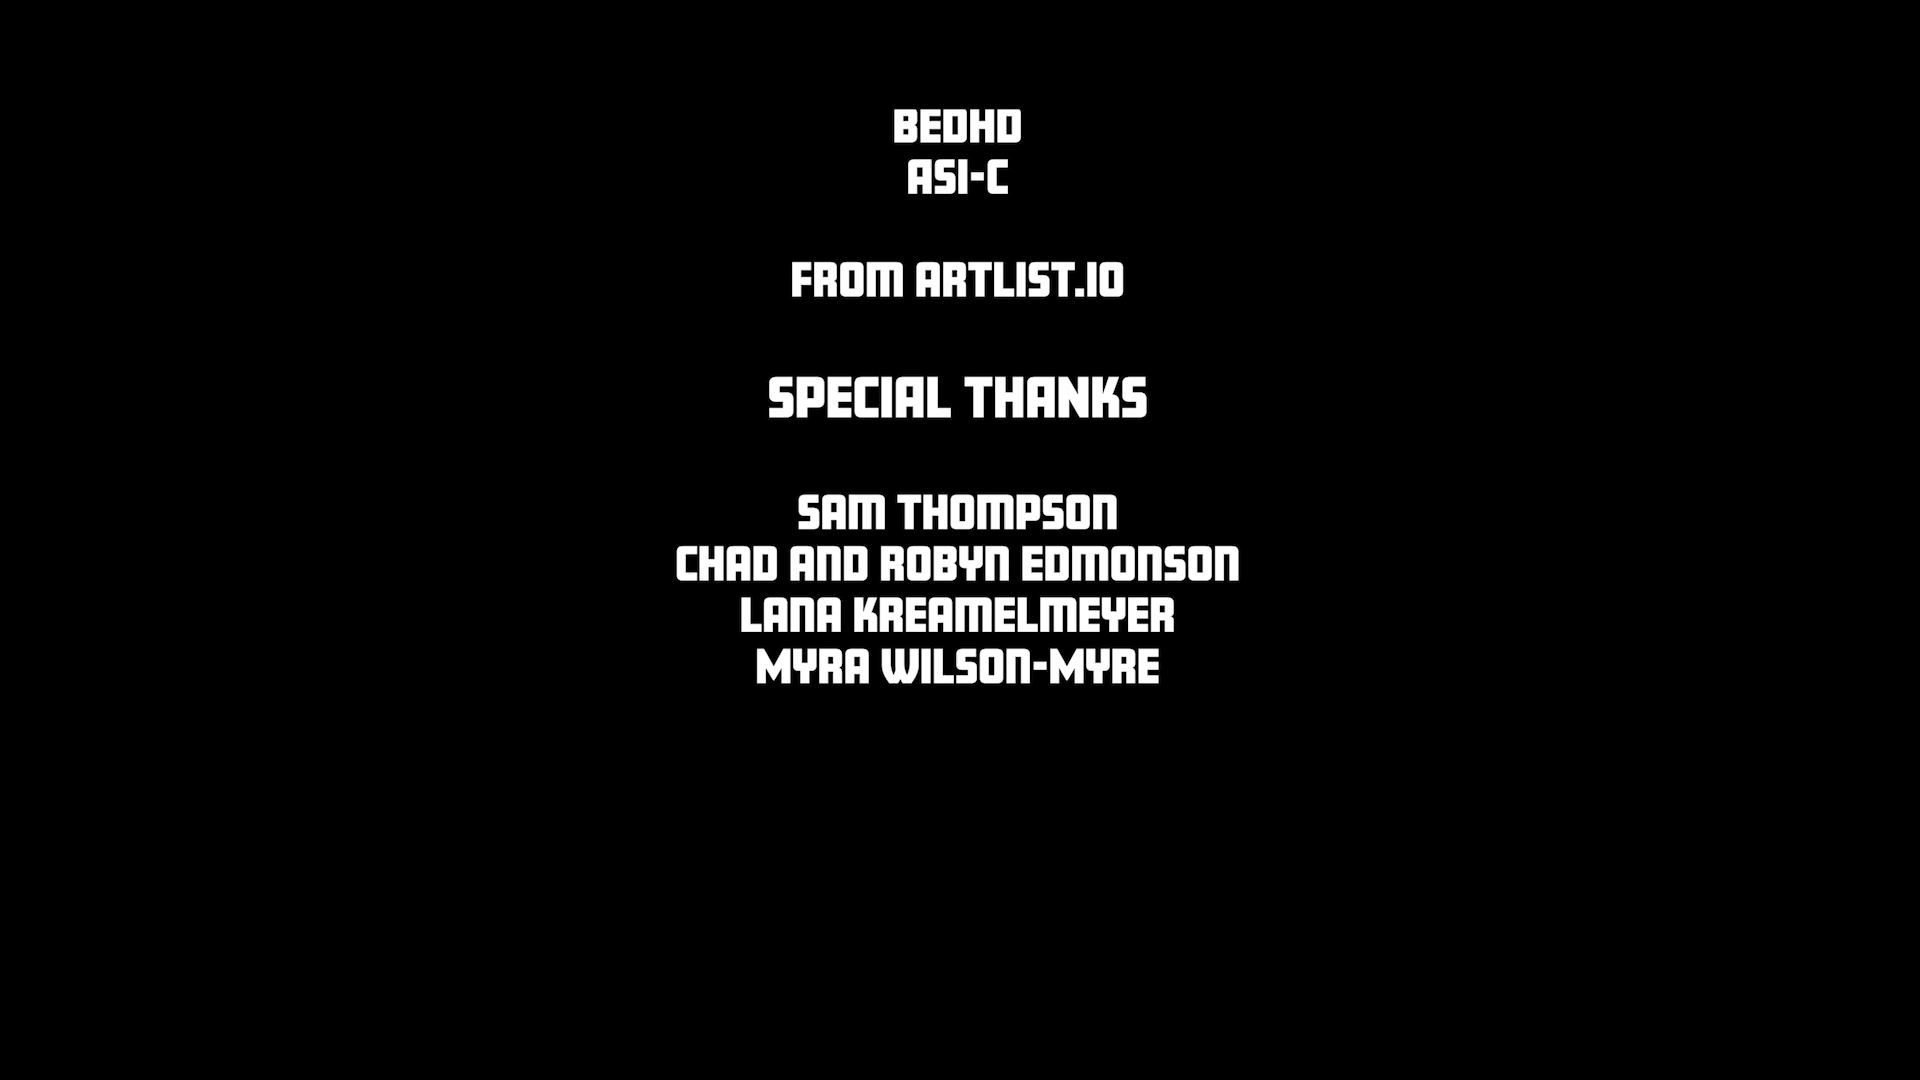 BEDHD
ASI-C
FROM ARTLIST.IO
SPECIAL THANKS
SAM THOMPSON
CHAD AND ROBYN EDMONSON
LANA KREAMELMEYER
MYRA WILSON-MYRE